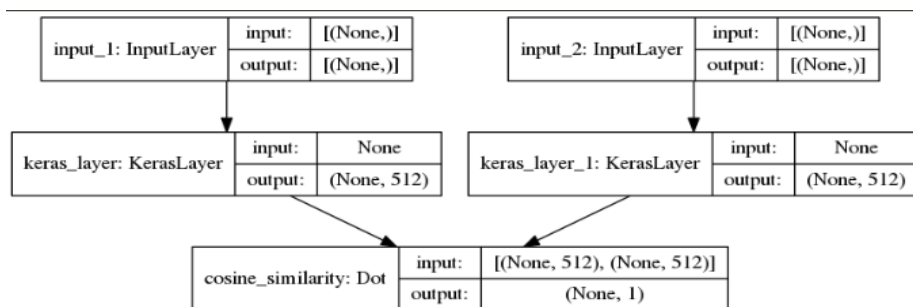 input_1: InputLayer
input: [(None,)]
output: [(None,)]
input_2: InputLayer
input: [(None,)]
output: [(None,)]
keras_layer: KerasLayer
input: None
output: (None, 512)
keras_layer_1: KerasLayer
input: None
output: (None, 512)
cosine_similarity: Dot
input: [(None, 512), (None, 512)]
output: (None, 1)